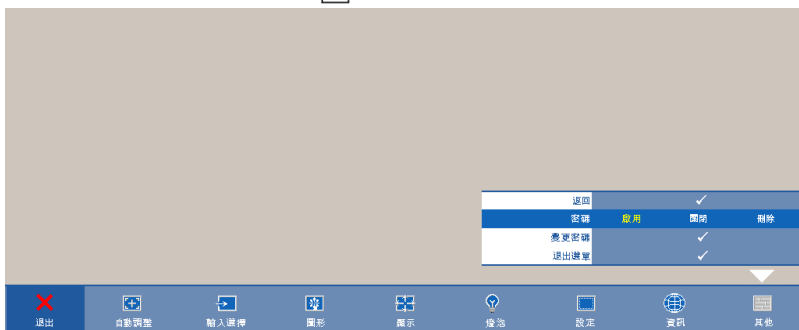 返回
密碼 啟用 關閉 刪除
變更密碼
退出選單
退出 自動調整 輸入選擇 圖形 顯示 燈泡 設定 資訊 其他